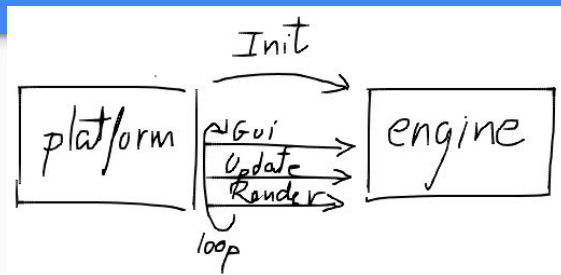 Init
platform
Gui
Update
Render
loop
engine